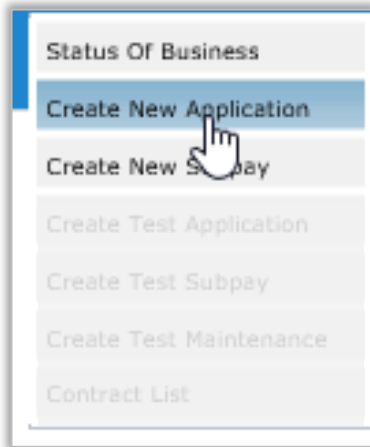 Status Of Business
Create New Application
Create New Subpay
Create Test Application
Create Test Subpay
Create Test Maintenance
Contract List